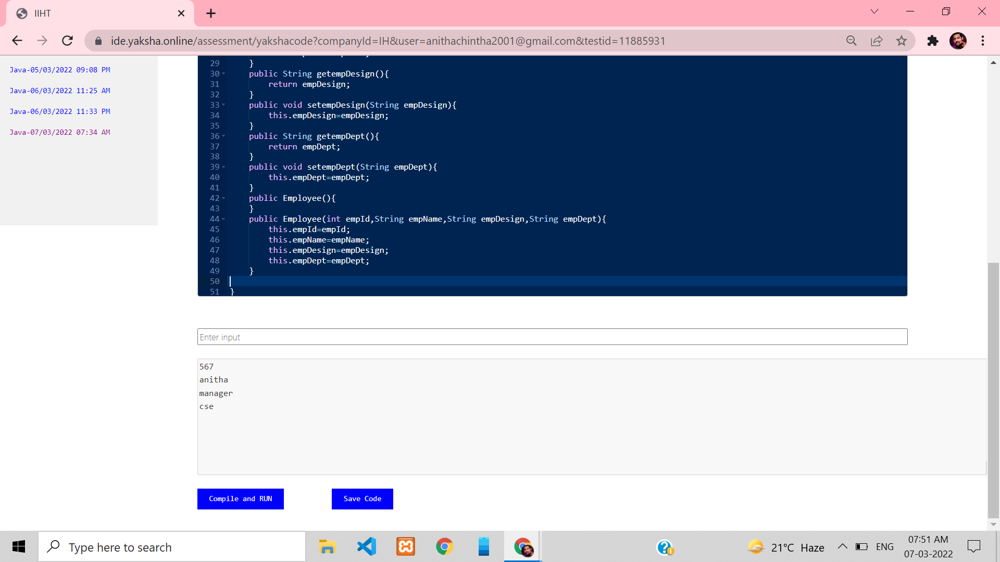 IIHT
ide.yaksha.online/assessment/yakshacode?companyId=IH&user=anithachintha2001@gmail.com&testid=11885931
Java-05/03/2022 09:08 PM
Java-06/03/2022 11:25 AM
Java-06/03/2022 11:33 PM
Java-07/03/2022 07:34 AM
29 }
30 public String getempDesign(){
31 return empDesign;
32 }
33 public void setempDesign(String empDesign){
34 this.empDesign=empDesign;
35 }
36 public String getempDept(){
37 return empDept;
38 }
39 public void setempDept(String empDept){
40 this.empDept=empDept;
41 }
42 public Employee(){
43 }
44 public Employee(int empId,String empName,String empDesign,String empDept){
45 this.empId=empId;
46 this.empName=empName;
47 this.empDesign=empDesign;
48 this.empDept=empDept;
49 }
50
51 }
Enter input
567
anitha
manager
cse
Compile and RUN
Save Code
Type here to search
21°C Haze
ENG
07:51 AM
07-03-2022